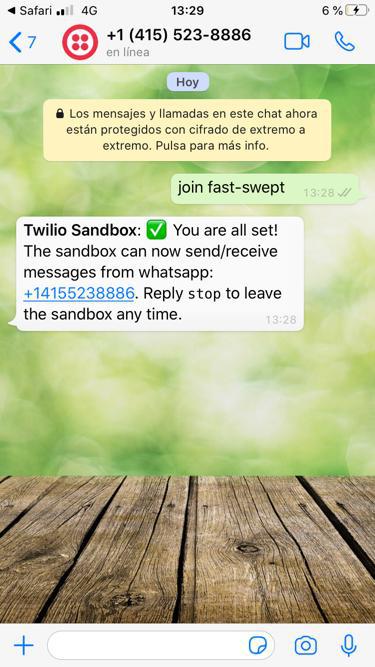 Safari 4G 13:29 6 %
7 +1 (415) 523-8886
en línea
Hoy
Los mensajes y llamadas en este chat ahora
están protegidos con cifrado de extremo a
extremo. Pulsa para más info.
join fast-swept 13:28
Twilio Sandbox: ✅ You are all set!
The sandbox can now send/receive
messages from whatsapp:
+14155238886. Reply stop to leave
the sandbox any time.
13:28